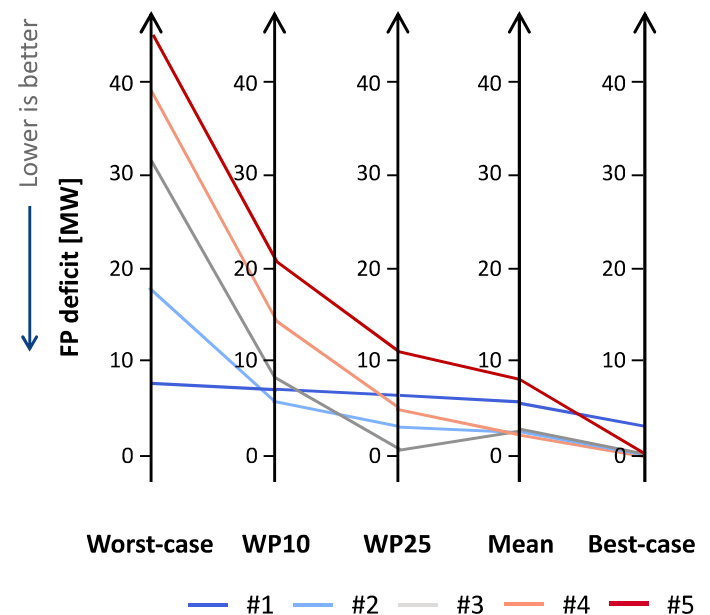 Lower is better
FP deficit [MW]
40 40 40 40 40
30 30 30 30 30
20 20 20 20 20
10 10 10 10 10
0 0 0 0 0
Worst-case WP10 WP25 Mean Best-case
#1 #2 #3 #4 #5